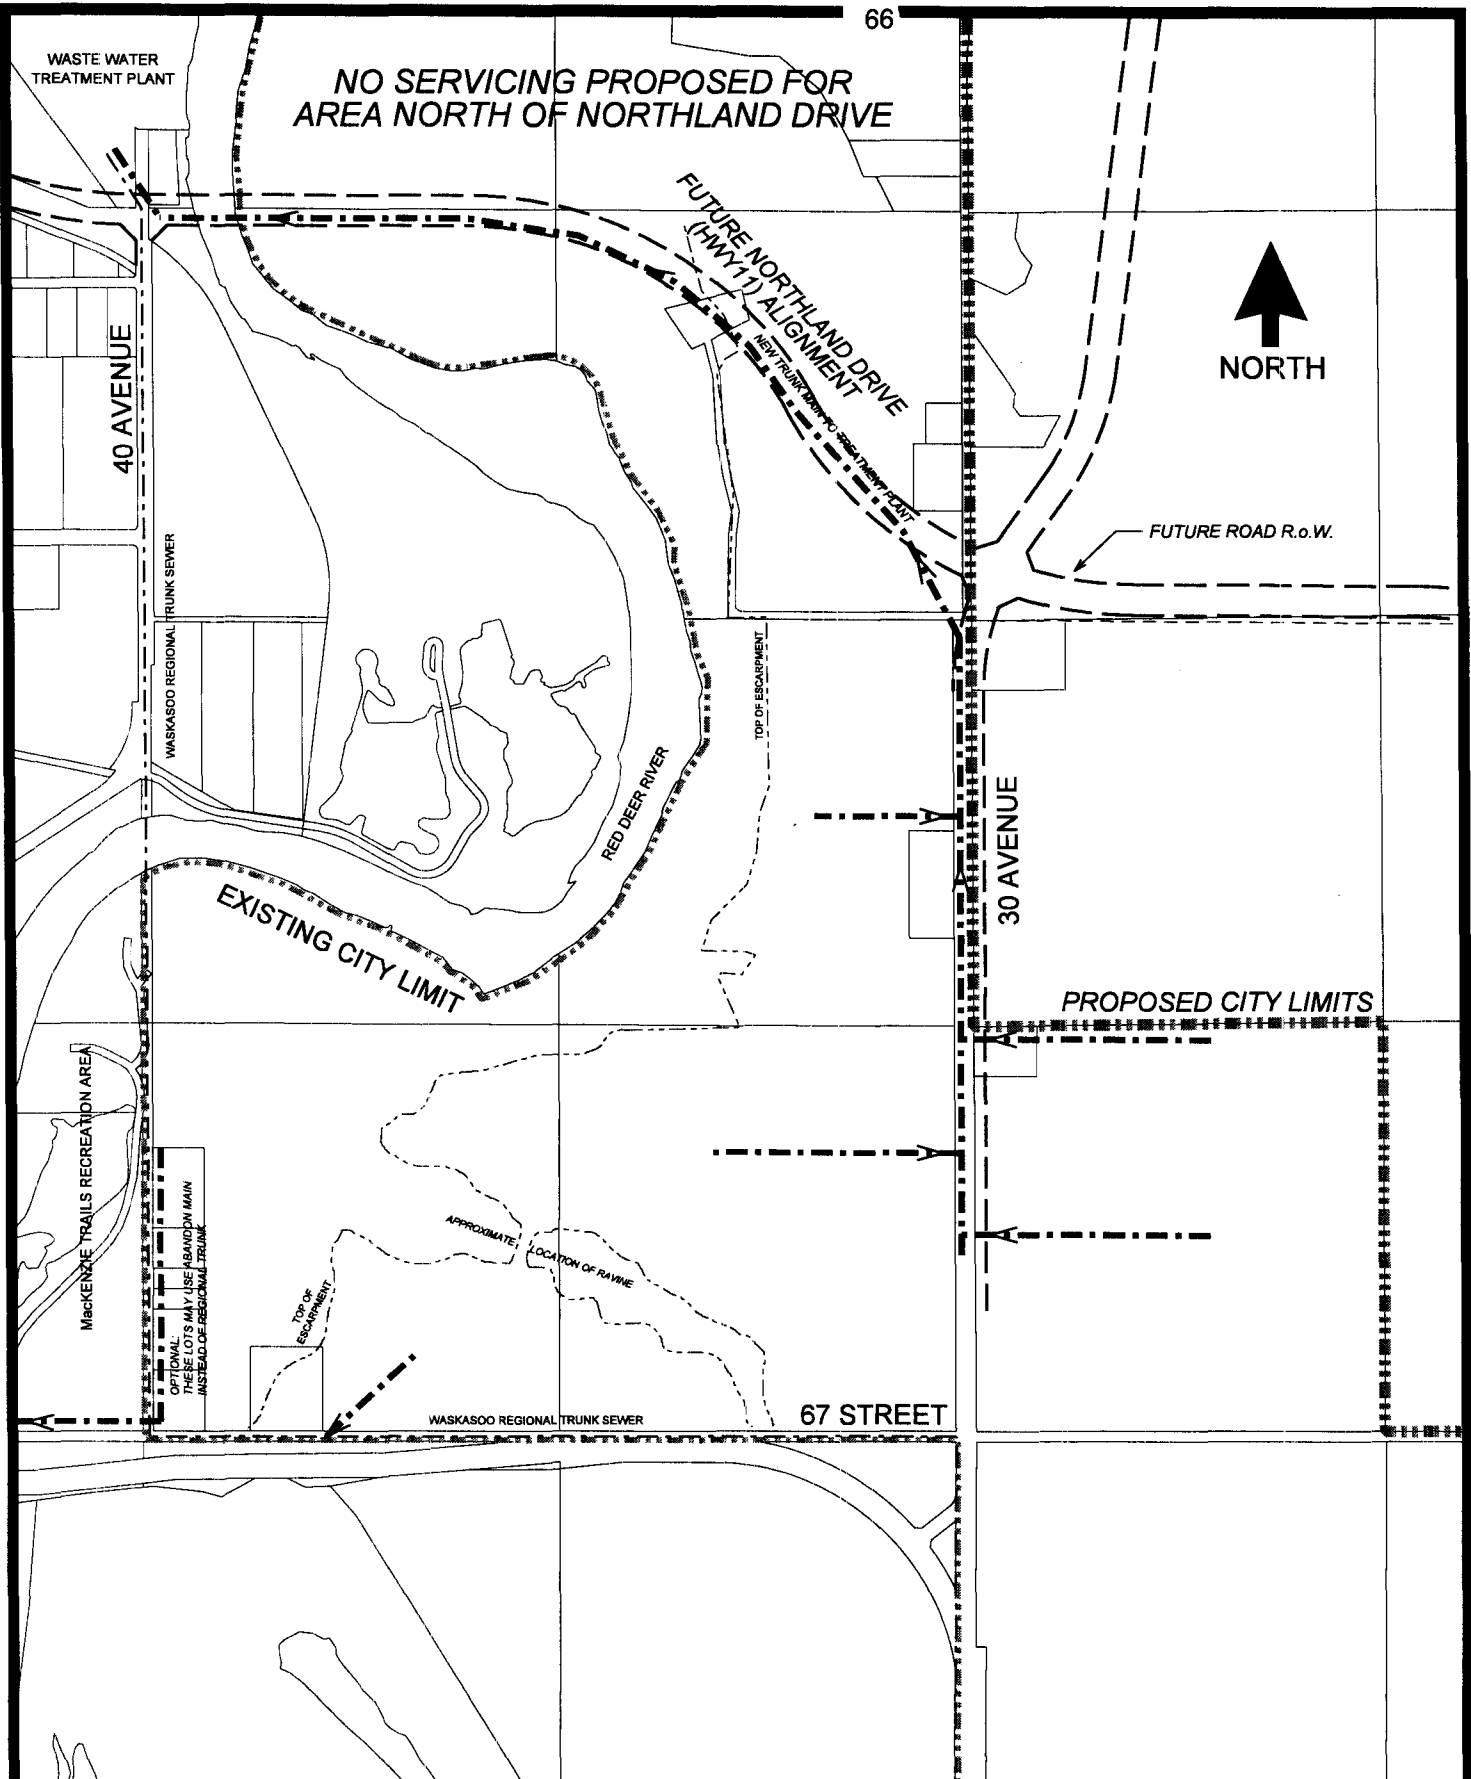 66
WASTE WATER
TREATMENT PLANT
NO SERVICING PROPOSED FOR
AREA NORTH OF NORTHLAND DRIVE
FUTURE NORTHLAND DRIVE
(HWY11) ALIGNMENT
NEW TRUNK MAIN TO TREATMENT PLANT
NORTH
40 AVENUE
FUTURE ROAD R.o.W.
WASKASOO REGIONAL TRUNK SEWER
TOP OF ESCARPMENT
RED DEER RIVER
30 AVENUE
EXISTING CITY LIMIT
PROPOSED CITY LIMITS
MacKENZIE TRAILS RECREATION AREA
OPTIONAL:
THESE LOTS MAY USE ABANDON MAIN
INSTEAD OF REGIONAL TRUNK
APPROXIMATE LOCATION OF RAVINE
TOP OF
ESCARPMENT
WASKASOO REGIONAL TRUNK SEWER
67 STREET